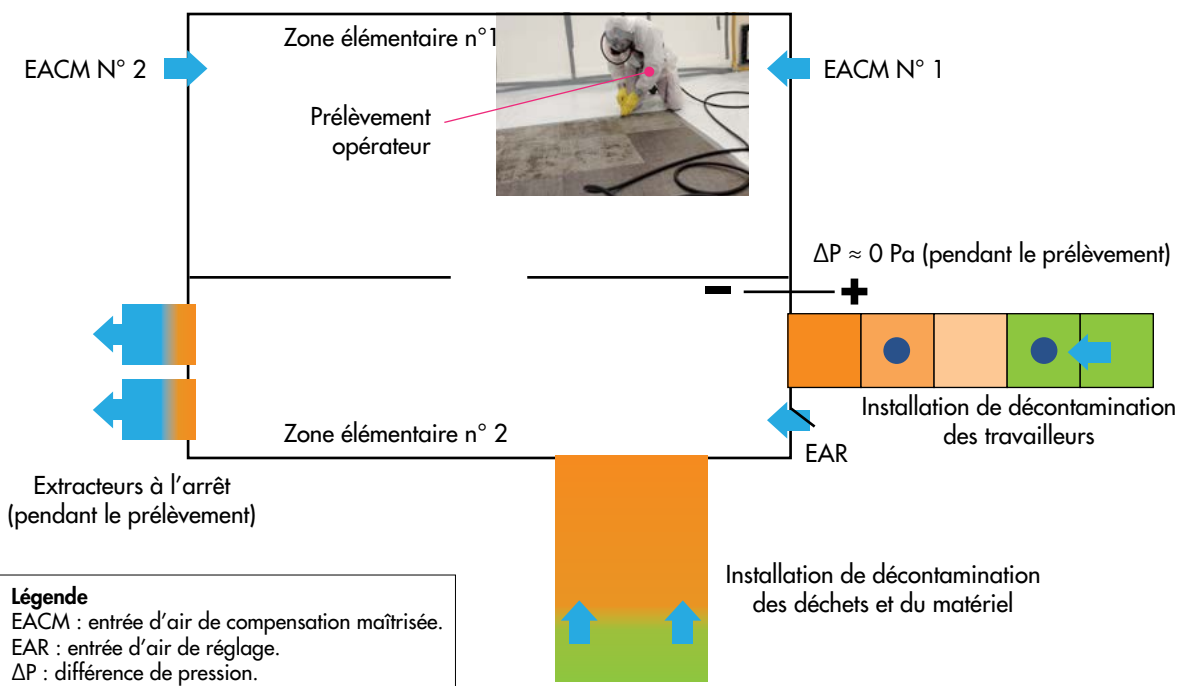 Zone élémentaire n°1
EACM N° 2
EACM N° 1
Prélèvement
opérateur
ΔP ≈ 0 Pa (pendant le prélèvement)
Installation de décontamination
des travailleurs
EAR
Zone élémentaire n° 2
Extracteurs à l'arrêt
(pendant le prélèvement)
Installation de décontamination
des déchets et du matériel
Légende
EACM : entrée d'air de compensation maîtrisée.
EAR : entrée d'air de réglage.
ΔP : différence de pression.